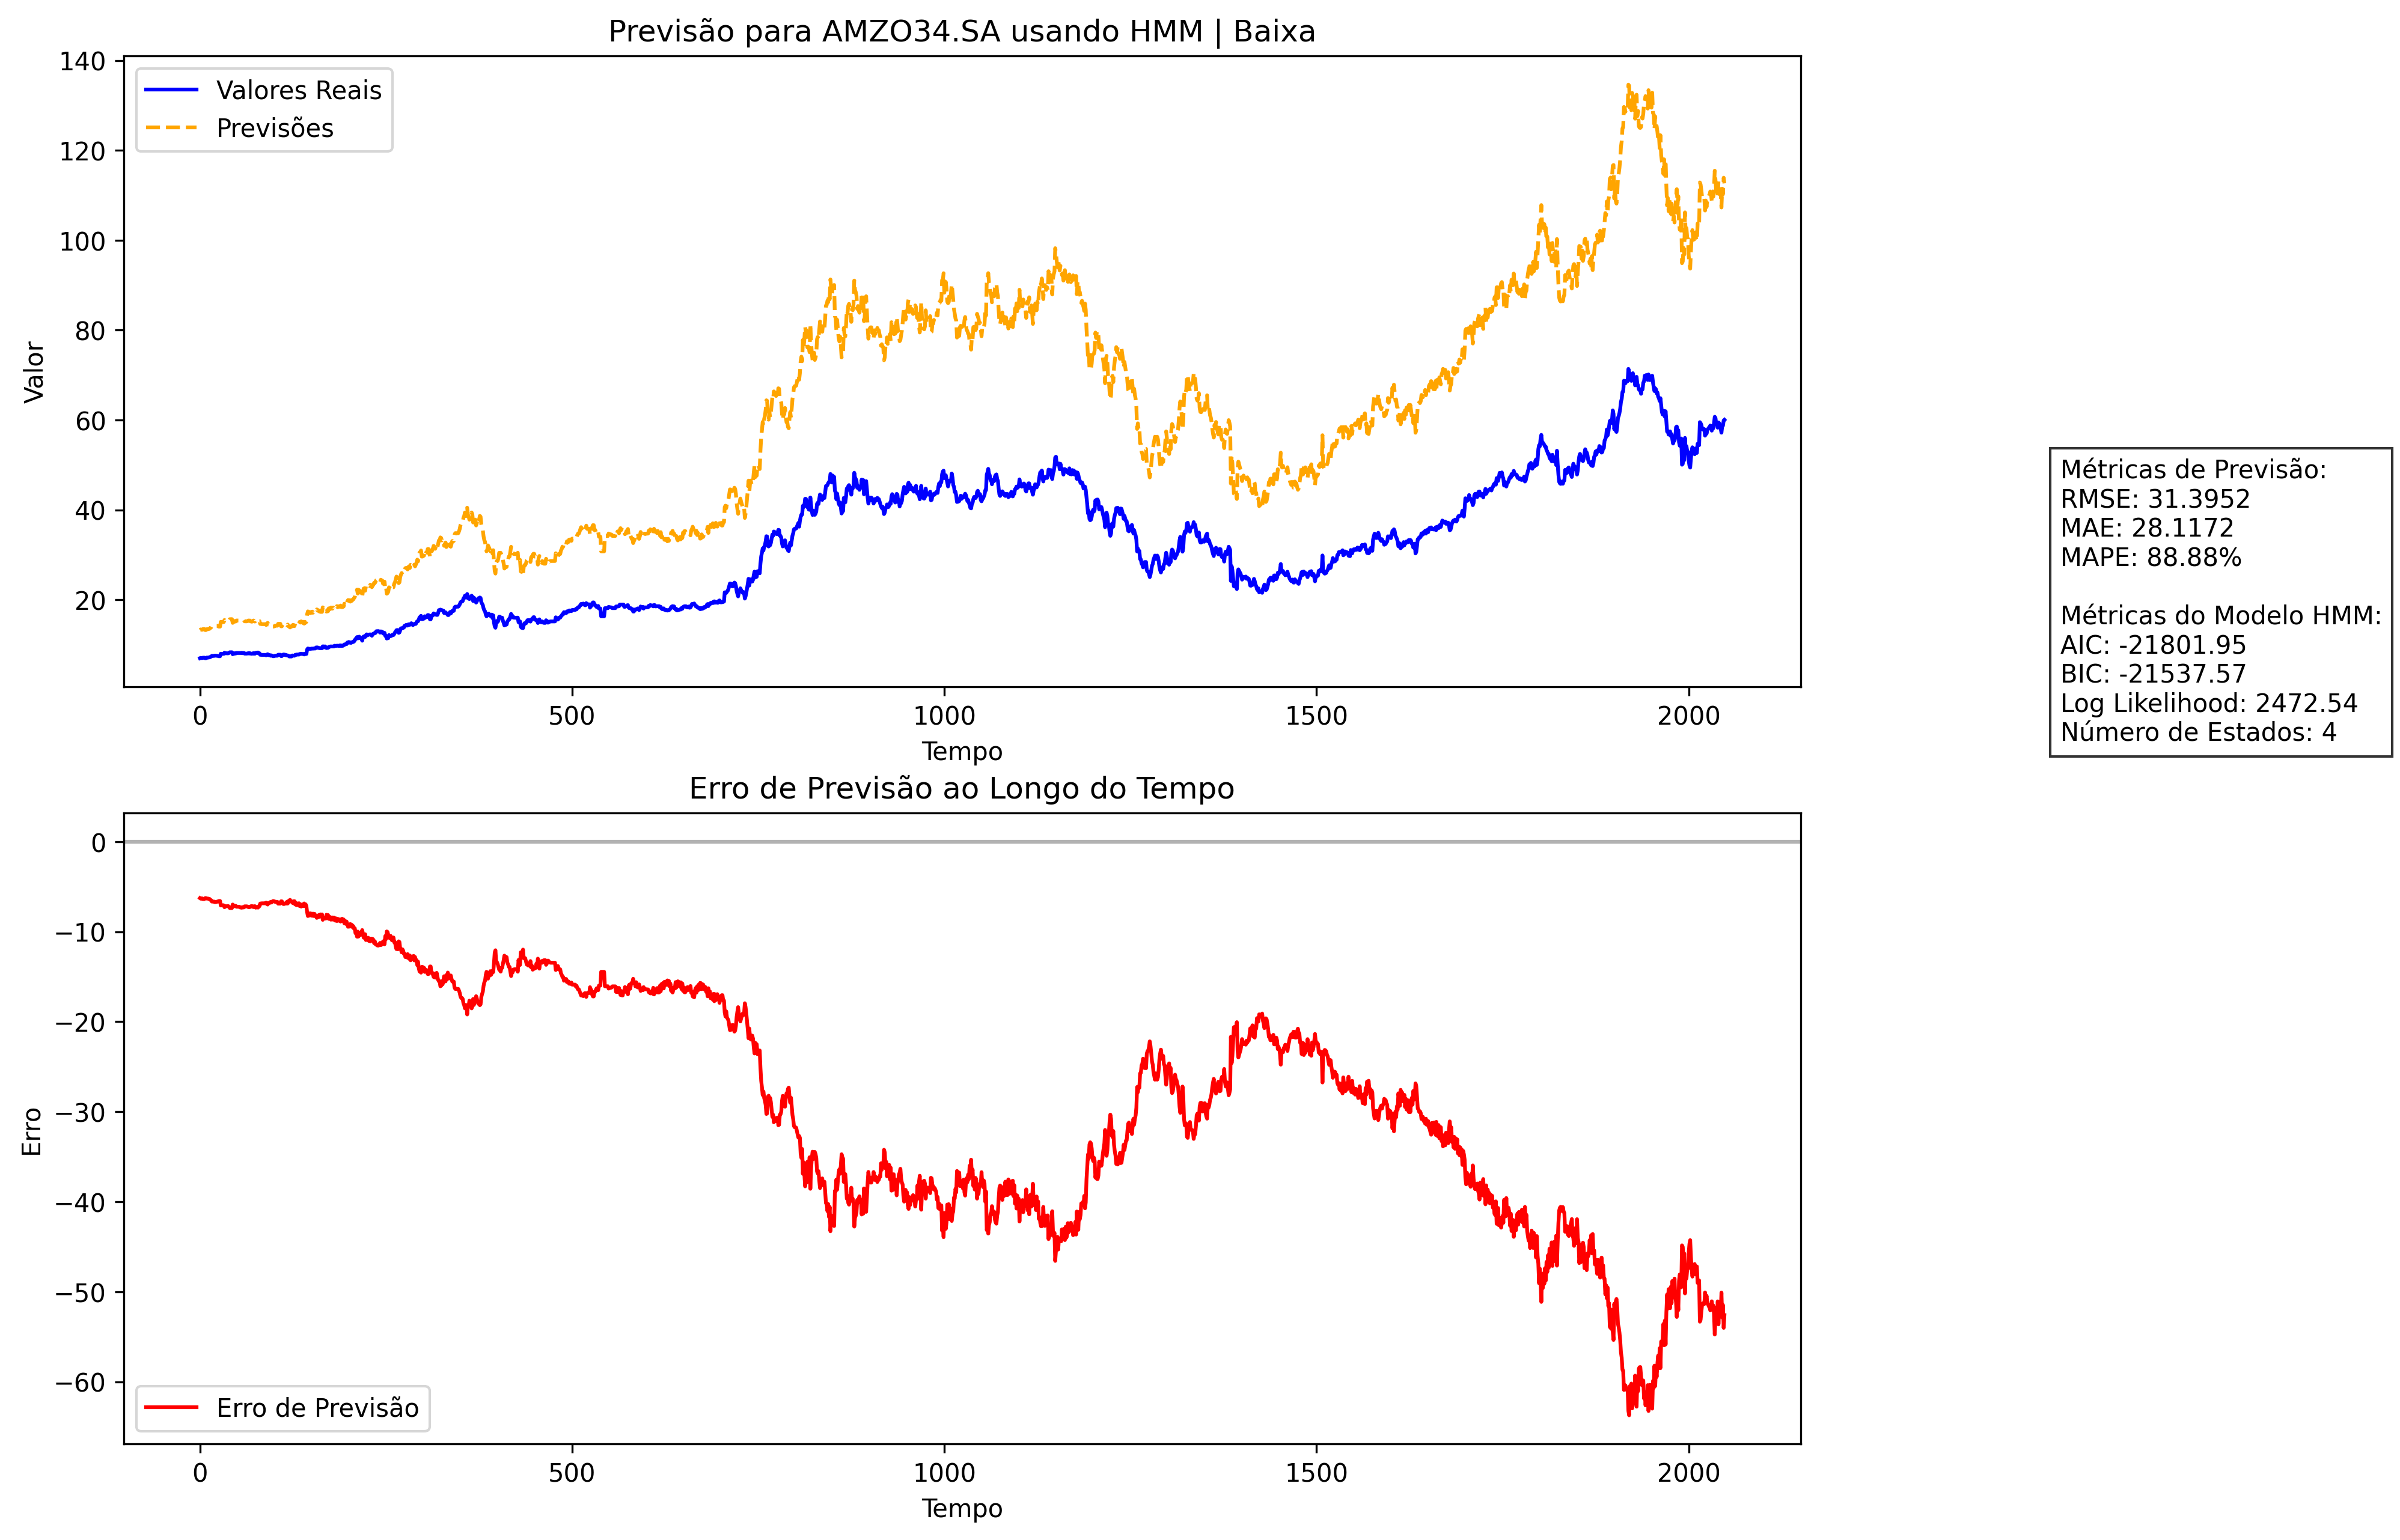 Previsão para AMZO34.SA usando HMM | Baixa
Valores Reais
Previsões
140
120
100
80
60
40
20
Valor
0
500
1000
1500
2000
Tempo
Métricas de Previsão:
RMSE: 31.3952
MAE: 28.1172
MAPE: 88.88%
Métricas do Modelo HMM:
AIC: -21801.95
BIC: -21537.57
Log Likelihood: 2472.54
Número de Estados: 4
Erro de Previsão ao Longo do Tempo
0
−10
−20
−30
−40
−50
−60
Erro
Erro de Previsão
0
500
1000
1500
2000
Tempo